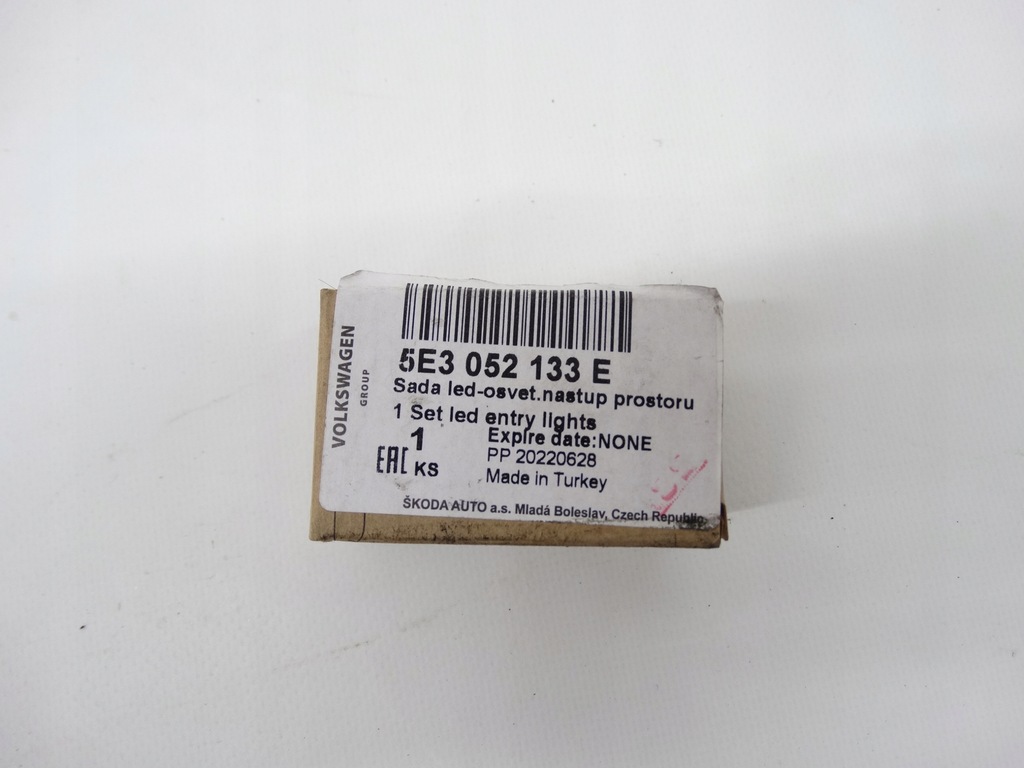 VOLKSWAGEN
GROUP
5E3 052 133 E
Sada led-osvet.nastup prostoru
1 Set led entry lights
1
Expire date:NONE
EAC KS
PP 20220628
Made in Turkey
ŠKODA AUTO a.s. Mladá Boleslav, Czech Republic